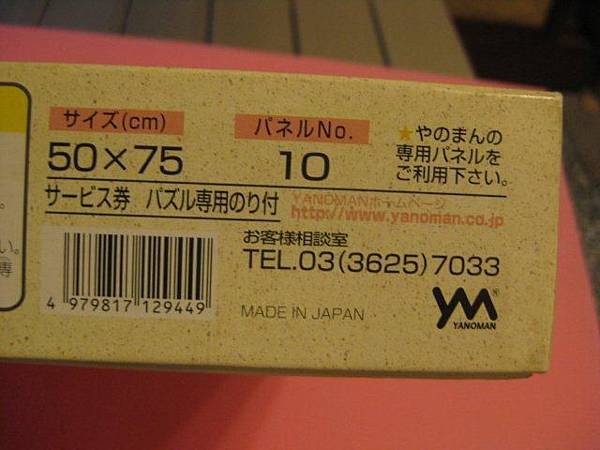 サイズ(cm)
50×75
パネルNo.
10
★やのまんの
専用パネルを
ご利用下さい。
サービス券 パズル専用のり付
YANOMANホームページ
http://www.yanoman.co.jp
お客様相談室
TEL.03(3625)7033
4 979817 129449
MADE IN JAPAN
YM®
YANOMAN
い。
専